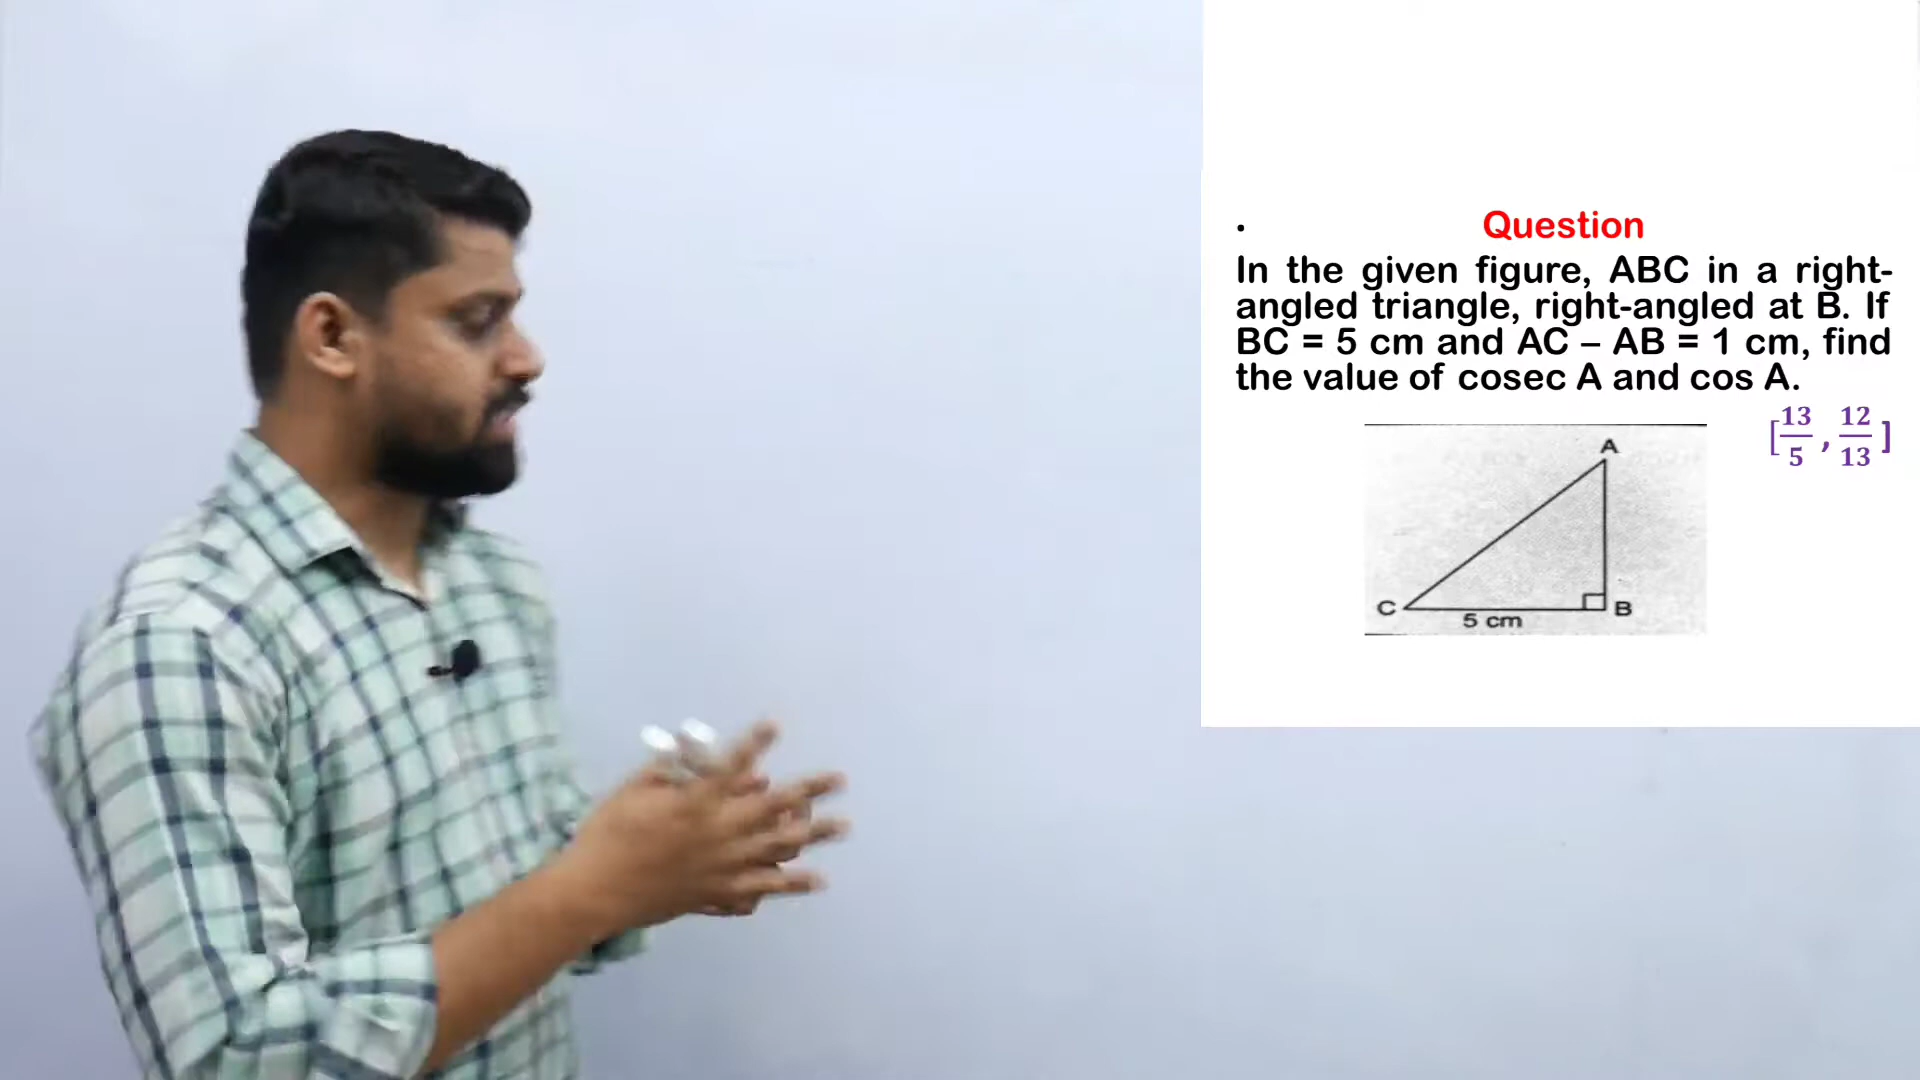 • Question
In the given figure, ABC in a right-
angled triangle, right-angled at B. If
BC = 5 cm and AC – AB = 1 cm, find
the value of cosec A and cos A.
[13/5 , 12/13]
A
C
B
5 cm